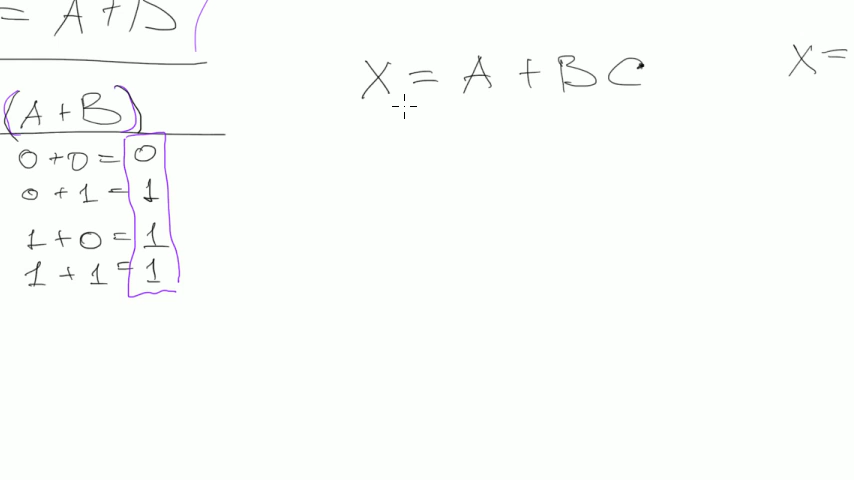 = A + B
(A + B)
0 + 0 = 0
0 + 1 = 1
1 + 0 = 1
1 + 1 = 1
X = A + BC
X =